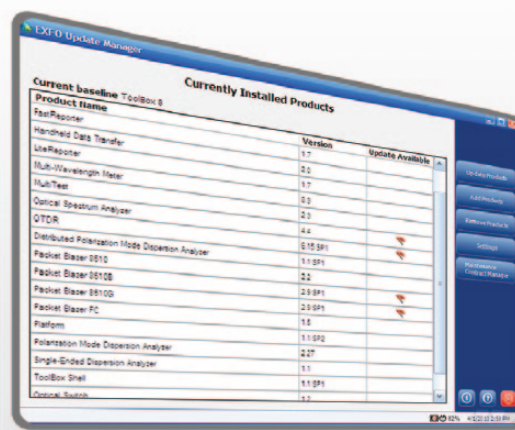 EXFO Update Manager
Currently Installed Products
Current baseline ToolBox 8
Product Name Version Update Available
FastReporter 1.7
Handheld Data Transfer 2.0
LiteReporter 1.7
Multi-Wavelength Meter
MultiTest 2.3
Optical Spectrum Analyzer 4.4
OTDR 6.15 SP1
Distributed Polarization Mode Dispersion Analyzer 1.1 SP1
Packet Blazer 8510 2.2
Packet Blazer 8510B 2.8 SP1
Packet Blazer 8510G 2.8 SP1
Packet Blazer FC 1.5
Platform 1.1 SP2
Polarization Mode Dispersion Analyzer 2.27
Single-Ended Dispersion Analyzer 1.1
ToolBox Shell 1.1 SP1
Optical Switch 1.2
Update Products
Add Products
Remove Products
Settings
Maintenance
Contract Manager